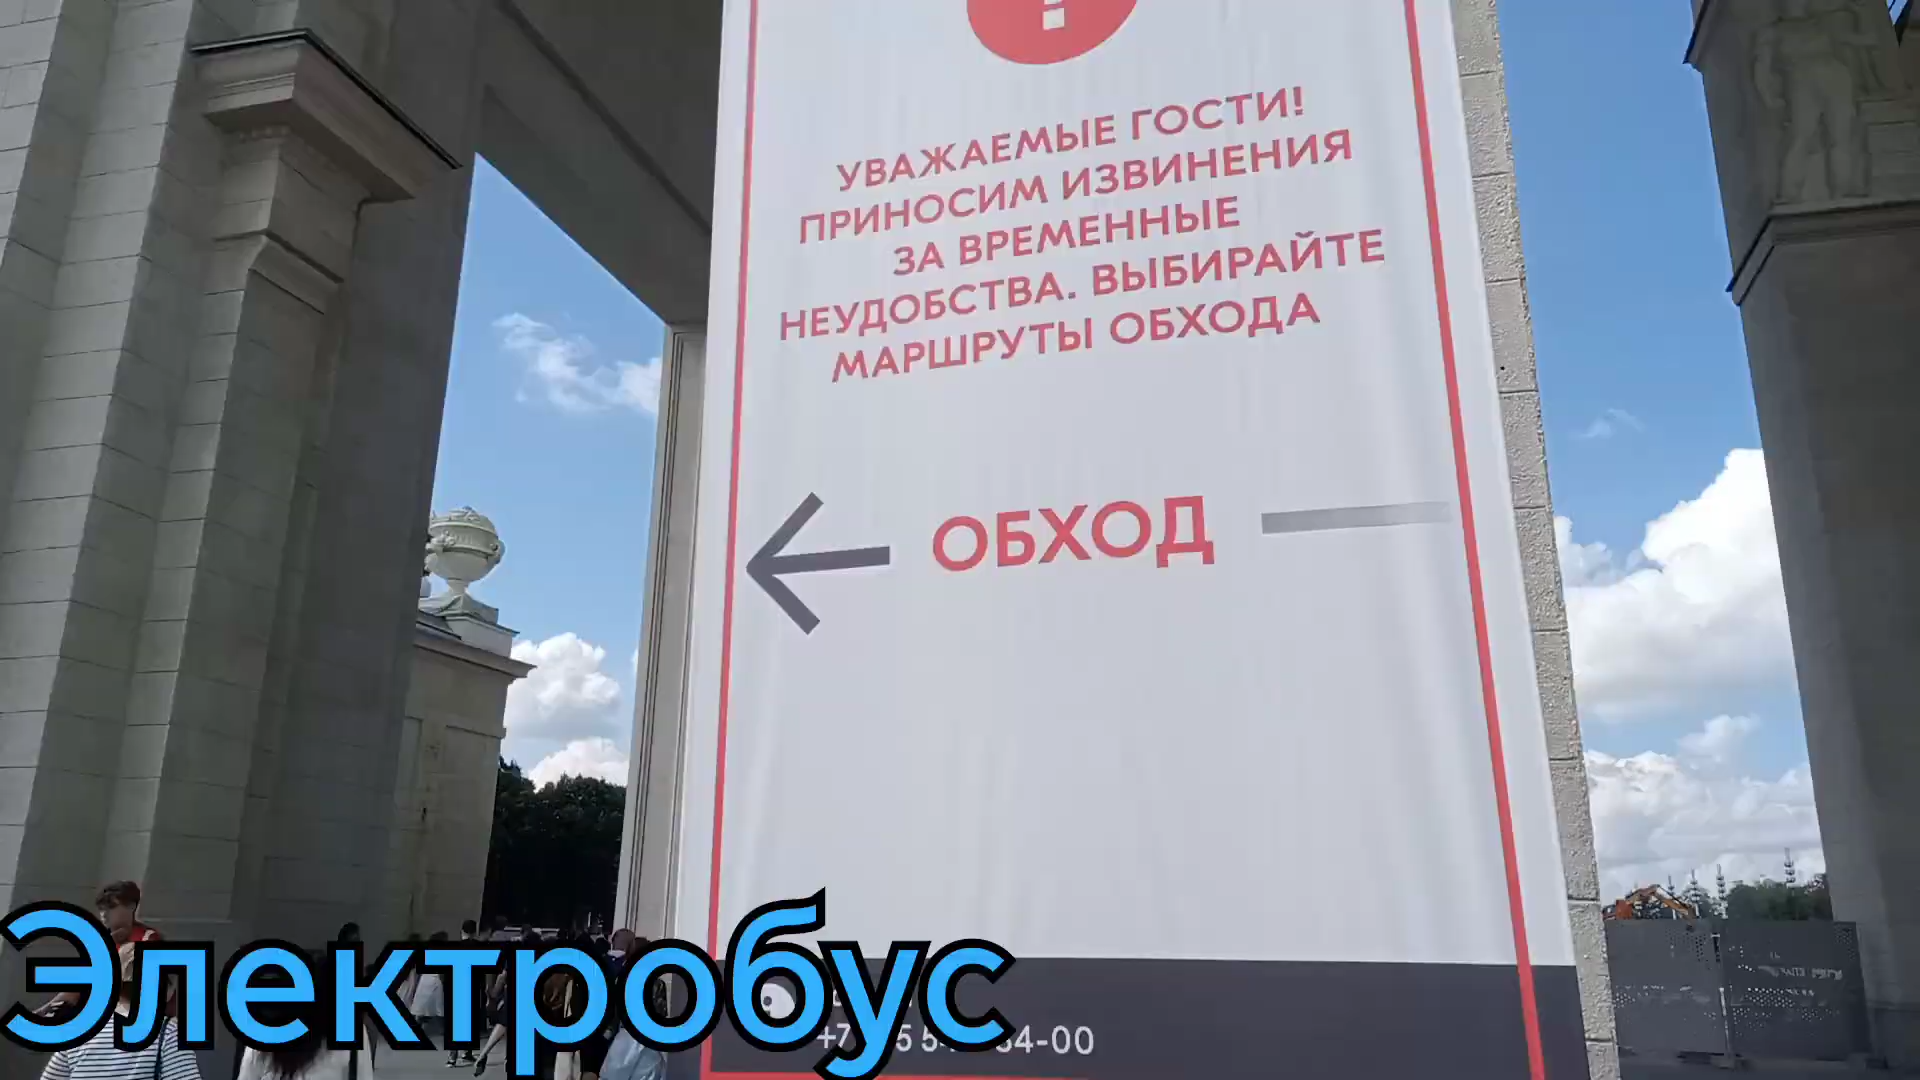 УВАЖАЕМЫЕ ГОСТИ!
ПРИНОСИМ ИЗВИНЕНИЯ
ЗА ВРЕМЕННЫЕ
НЕУДОБСТВА. ВЫБИРАЙТЕ
МАРШРУТЫ ОБХОДА
ОБХОД
Электробус